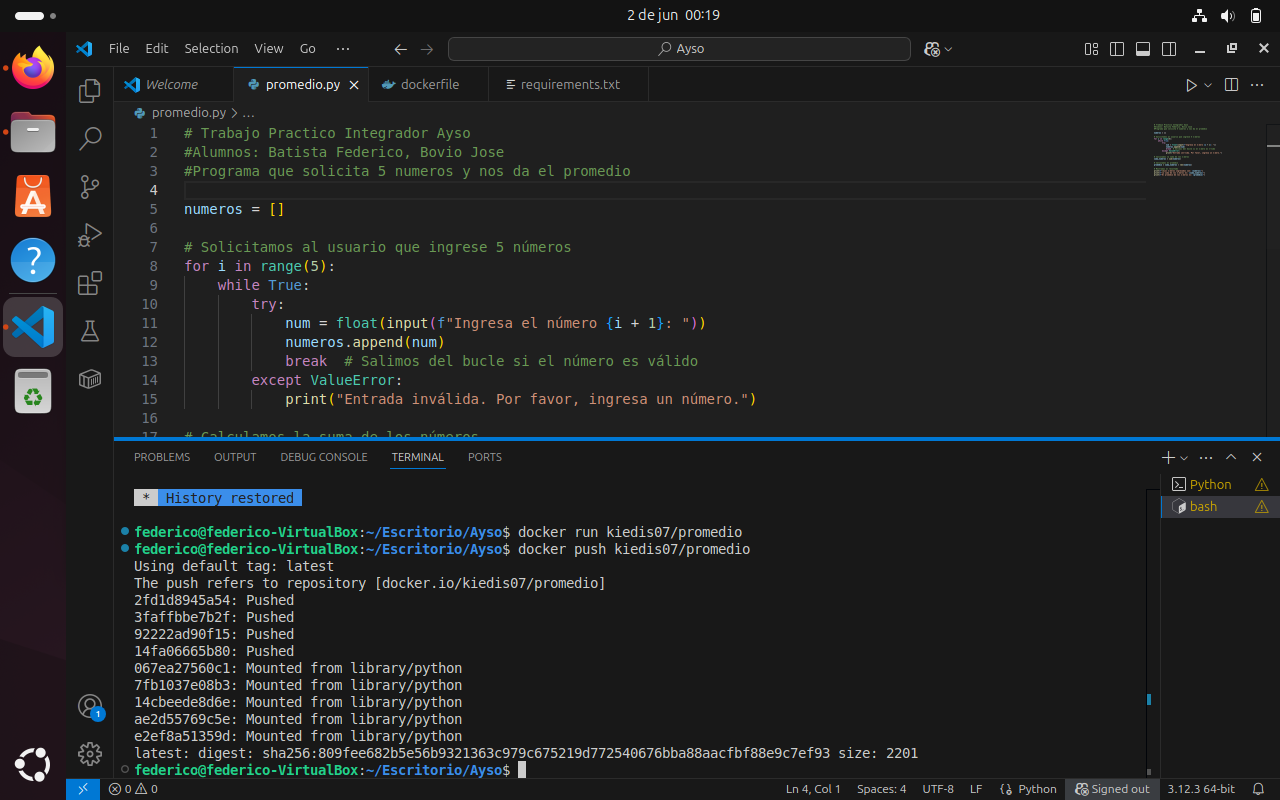 2 de jun 00:19
File Edit Selection View Go ···
Ayso
Welcome promedio.py dockerfile requirements.txt
promedio.py > ...
1 # Trabajo Practico Integrador Ayso
2 #Alumnos: Batista Federico, Bovio Jose
3 #Programa que solicita 5 numeros y nos da el promedio
4
5 numeros = []
6
7 # Solicitamos al usuario que ingrese 5 números
8 for i in range(5):
9 while True:
10 try:
11 num = float(input(f"Ingresa el número {i + 1}: "))
12 numeros.append(num)
13 break # Salimos del bucle si el número es válido
14 except ValueError:
15 print("Entrada inválida. Por favor, ingresa un número.")
16
17 # Calculamos la suma de los números
PROBLEMS OUTPUT DEBUG CONSOLE TERMINAL PORTS
Python
bash
* History restored
federico@federico-VirtualBox:~/Escritorio/Ayso$ docker run kiedis07/promedio
federico@federico-VirtualBox:~/Escritorio/Ayso$ docker push kiedis07/promedio
Using default tag: latest
The push refers to repository [docker.io/kiedis07/promedio]
2fd1d8945a54: Pushed
3faffbbe7b2f: Pushed
92222ad90f15: Pushed
14fa06665b80: Pushed
067ea27560c1: Mounted from library/python
7fb1037e08b3: Mounted from library/python
14cbeede8d6e: Mounted from library/python
ae2d55769c5e: Mounted from library/python
e2ef8a51359d: Mounted from library/python
latest: digest: sha256:809fee682b5e56b9321363c979c675219d772540676bba88aacfbf88e9c7ef93 size: 2201
federico@federico-VirtualBox:~/Escritorio/Ayso$
1
0 0 Ln 4, Col 1 Spaces: 4 UTF-8 LF {} Python Signed out 3.12.3 64-bit